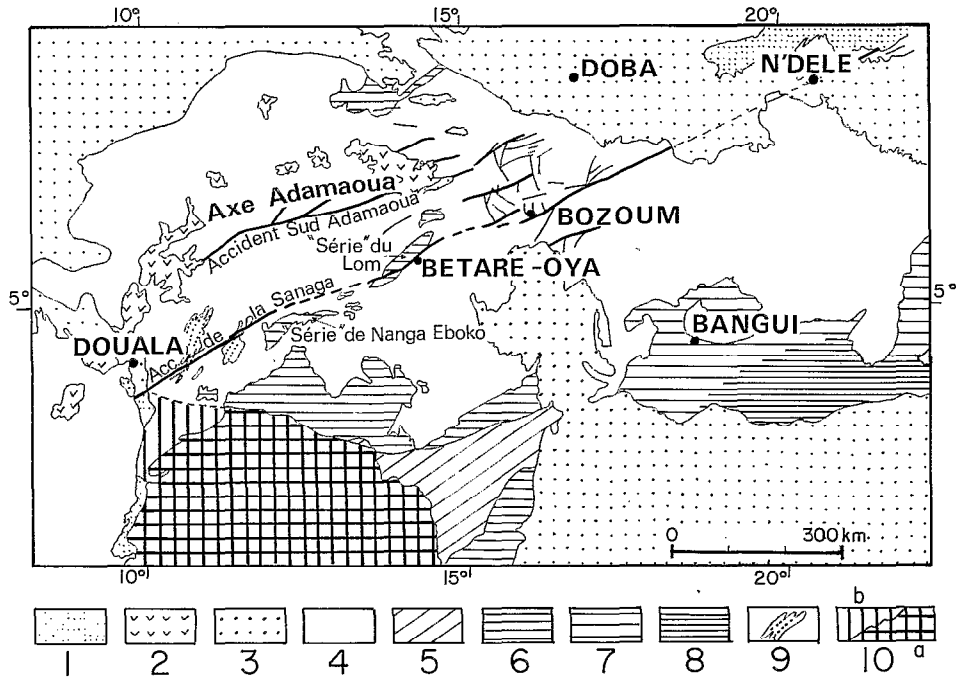 10° 15° 20°
DOBA
N'DELE
Axe Adamaoua
Accident Sud Adamaoua
BOZOUM
"Série" du
Lom
BETARE-OYA
5° 5°
Acc. de la Sanaga
"Série" de Nanga Eboko
BANGUI
DOUALA
0 300 km
10° 15° 20°
b
a
1 2 3 4 5 6 7 8 9 10